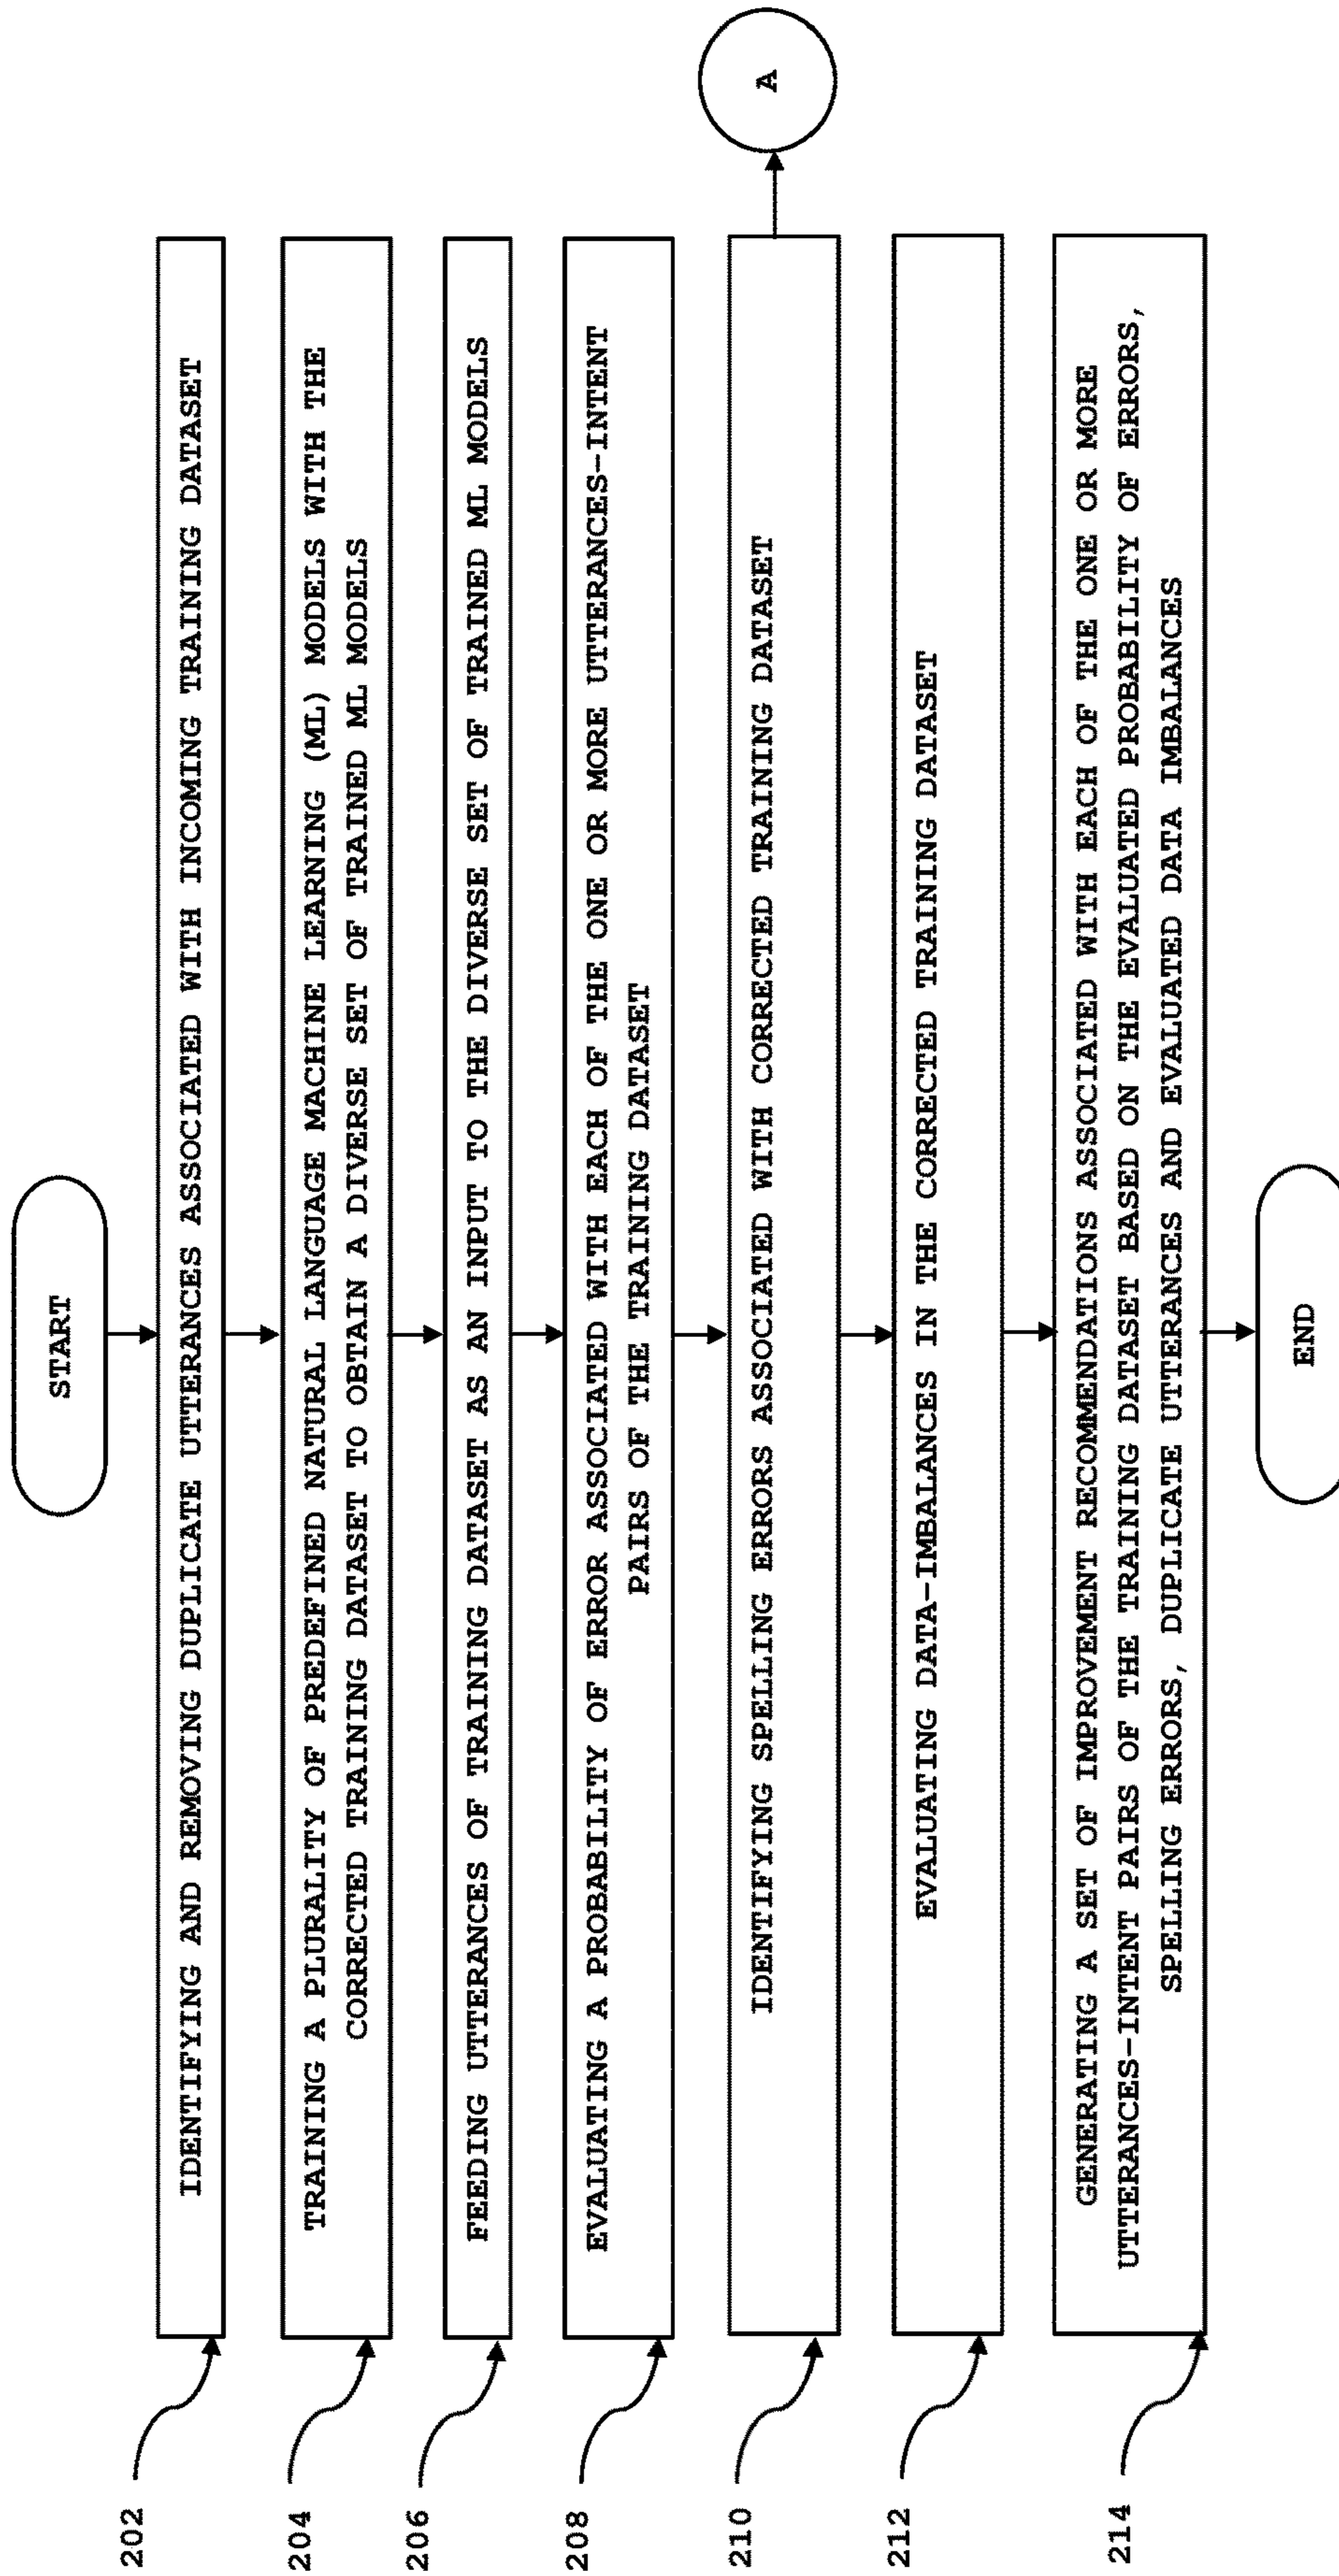 START
202
IDENTIFYING AND REMOVING DUPLICATE UTTERANCES ASSOCIATED WITH INCOMING TRAINING DATASET
204
TRAINING A PLURALITY OF PREDEFINED NATURAL LANGUAGE MACHINE LEARNING (ML) MODELS WITH THE
CORRECTED TRAINING DATASET TO OBTAIN A DIVERSE SET OF TRAINED ML MODELS
206
FEEDING UTTERANCES OF TRAINING DATASET AS AN INPUT TO THE DIVERSE SET OF TRAINED ML MODELS
208
EVALUATING A PROBABILITY OF ERROR ASSOCIATED WITH EACH OF THE ONE OR MORE UTTERANCES-INTENT
PAIRS OF THE TRAINING DATASET
210
IDENTIFYING SPELLING ERRORS ASSOCIATED WITH CORRECTED TRAINING DATASET
A
212
EVALUATING DATA-IMBALANCES IN THE CORRECTED TRAINING DATASET
214
GENERATING A SET OF IMPROVEMENT RECOMMENDATIONS ASSOCIATED WITH EACH OF THE ONE OR MORE
UTTERANCES-INTENT PAIRS OF THE TRAINING DATASET BASED ON THE EVALUATED PROBABILITY OF ERRORS,
SPELLING ERRORS, DUPLICATE UTTERANCES AND EVALUATED DATA IMBALANCES
END